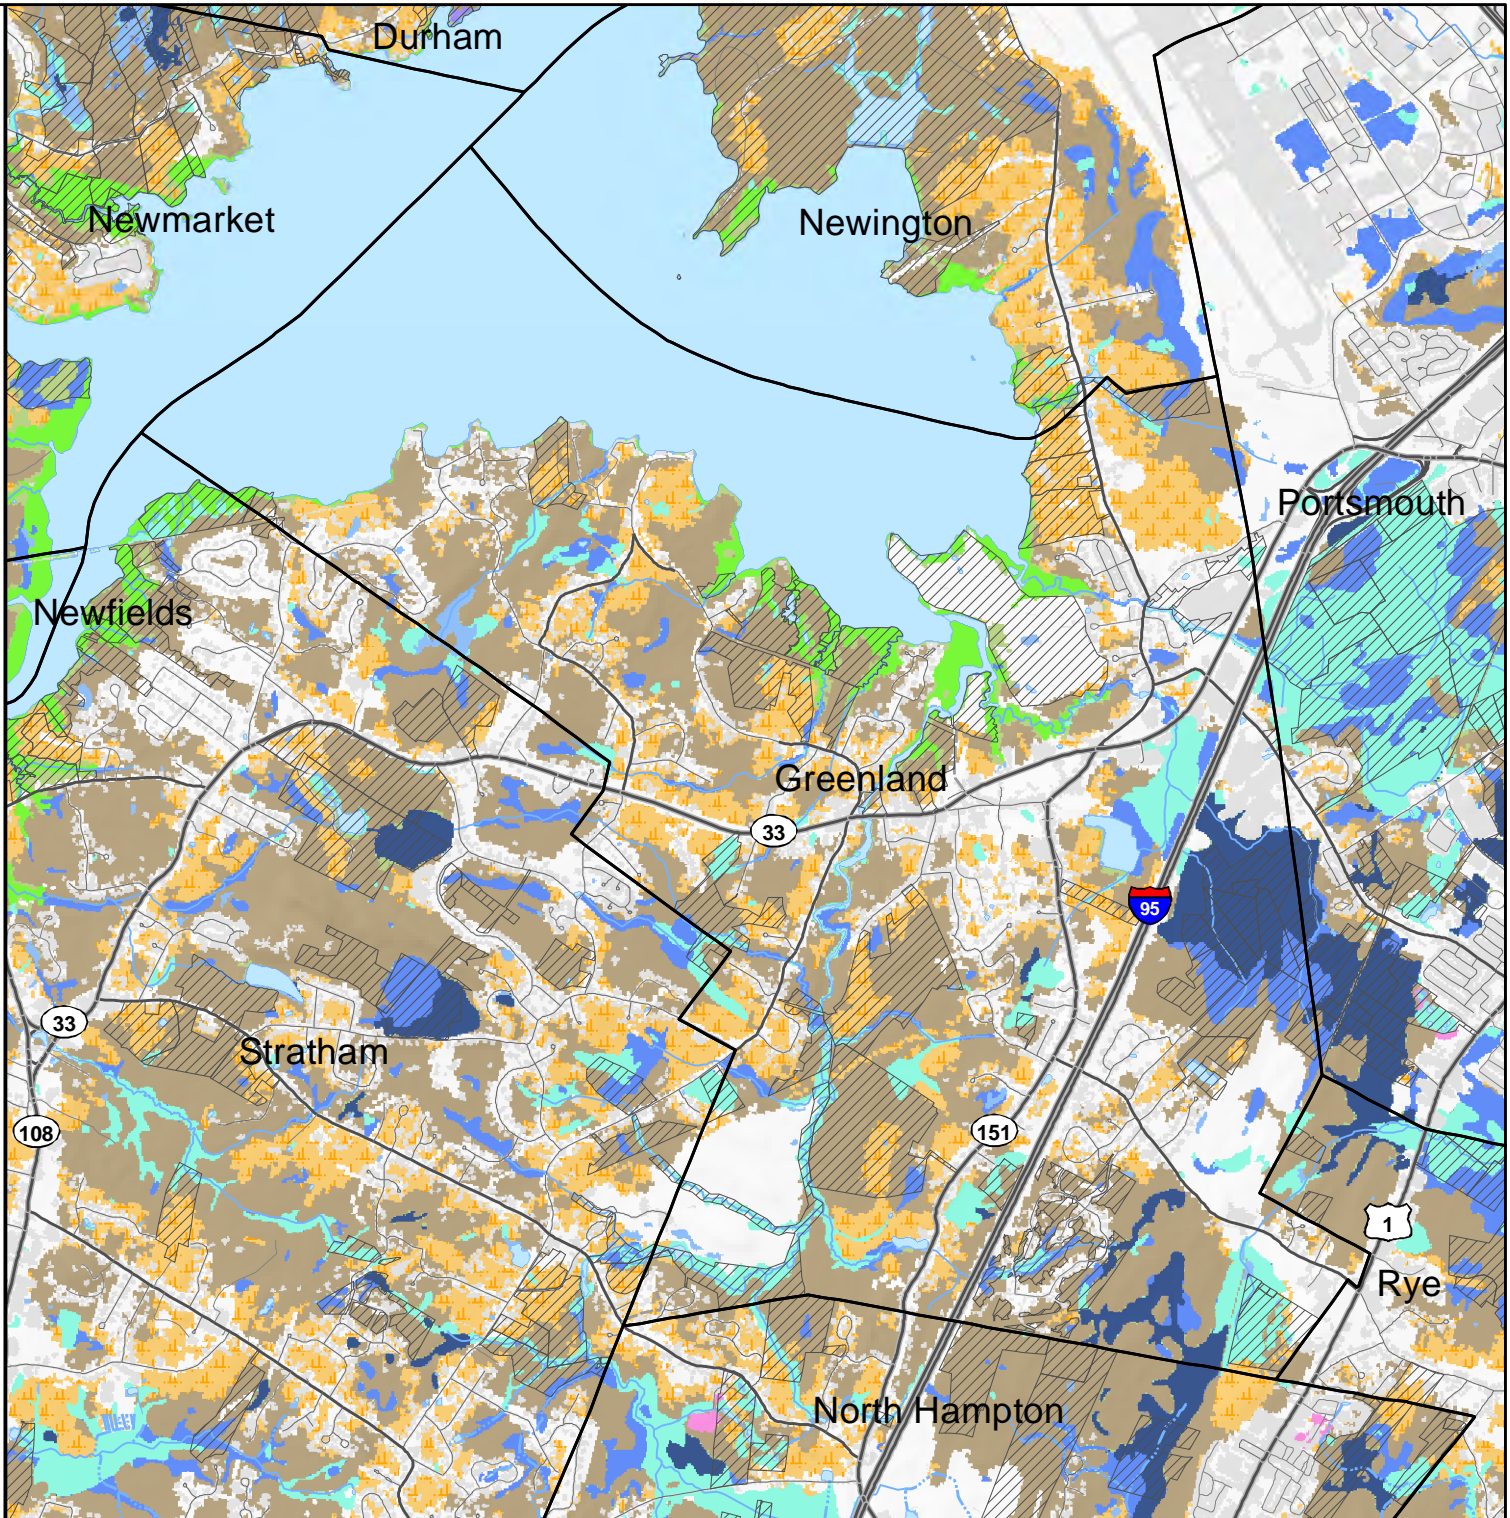 Durham
Newmarket
Newington
Portsmouth
Newfields
Greenland
33
95
33
Stratham
108
151
1
Rye
North Hampton